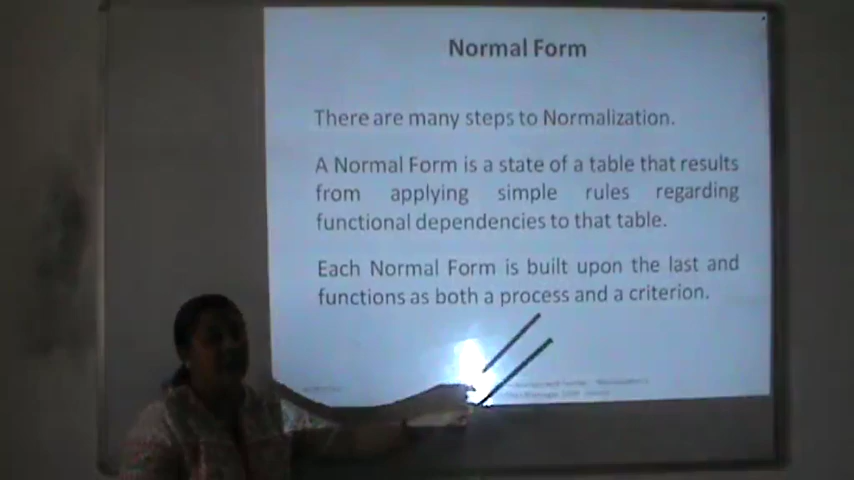 Normal Form
There are many steps to Normalization.
A Normal Form is a state of a table that results
from applying simple rules regarding
functional dependencies to that table.
Each Normal Form is built upon the last and
functions as both a process and a criterion.